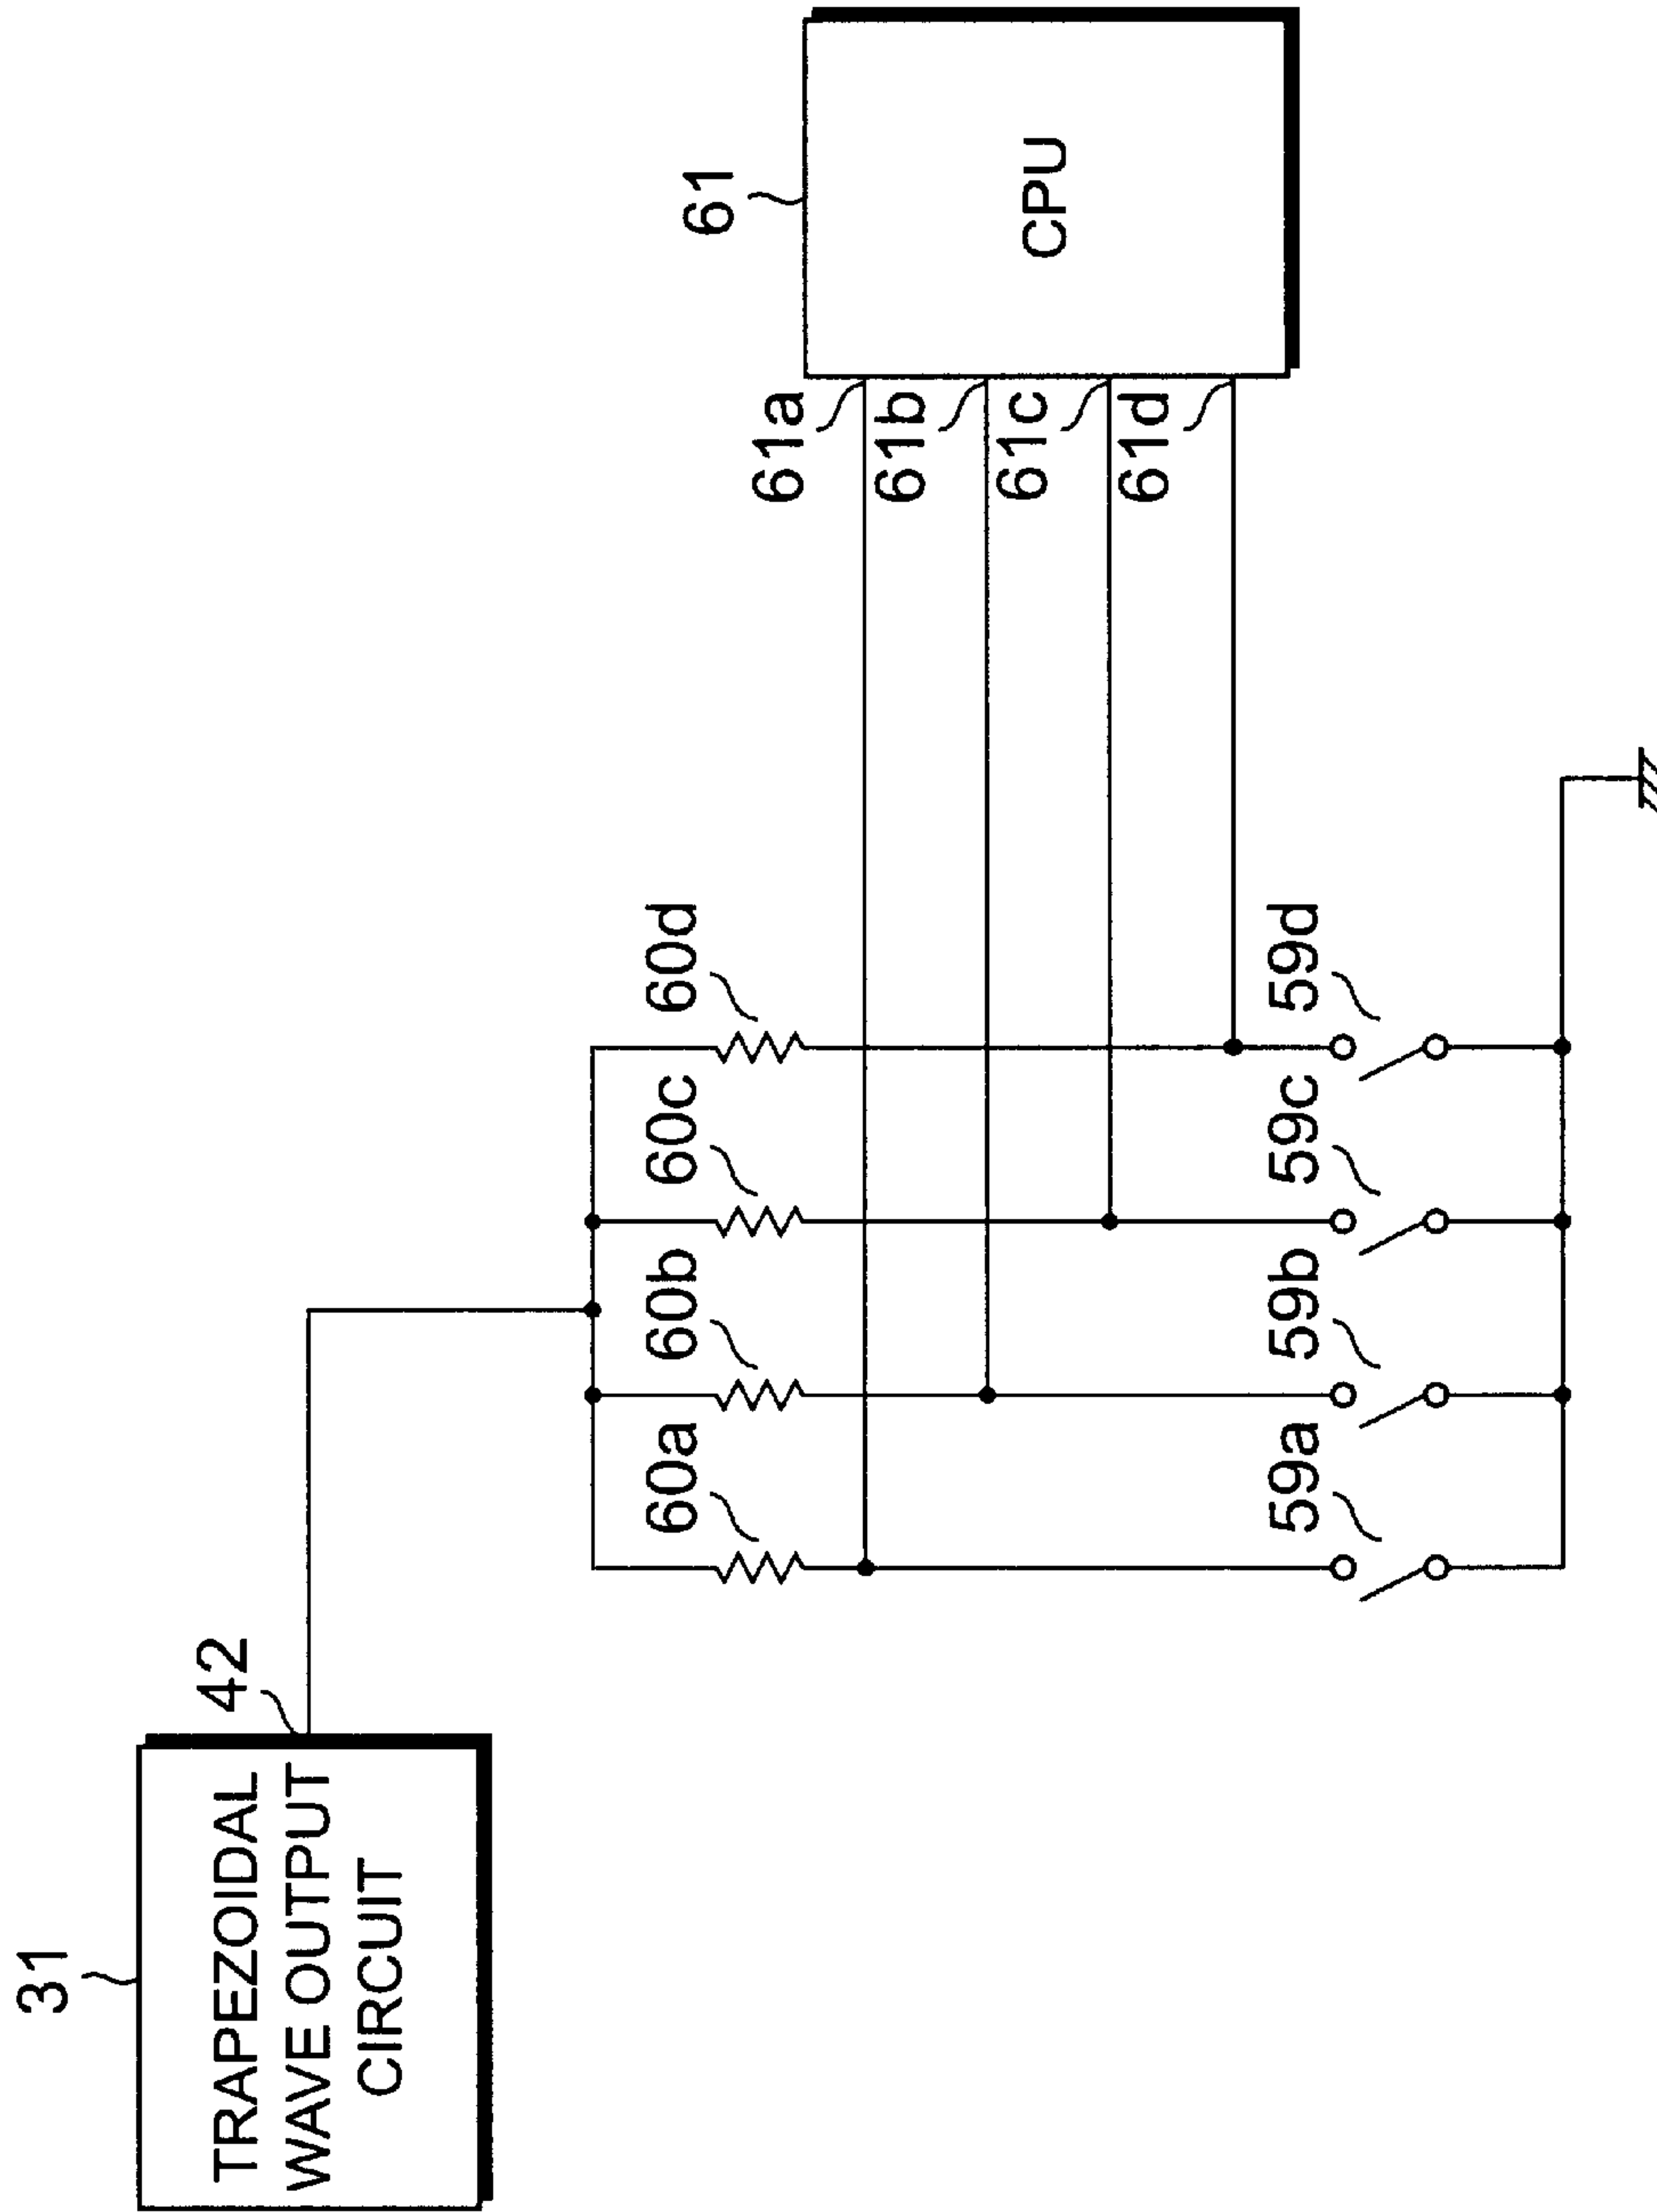 31
TRAPEZOIDAL
WAVE OUTPUT
CIRCUIT
42
60a
60b
60c
60d
61
CPU
61a
61b
61c
61d
59a
59b
59c
59d